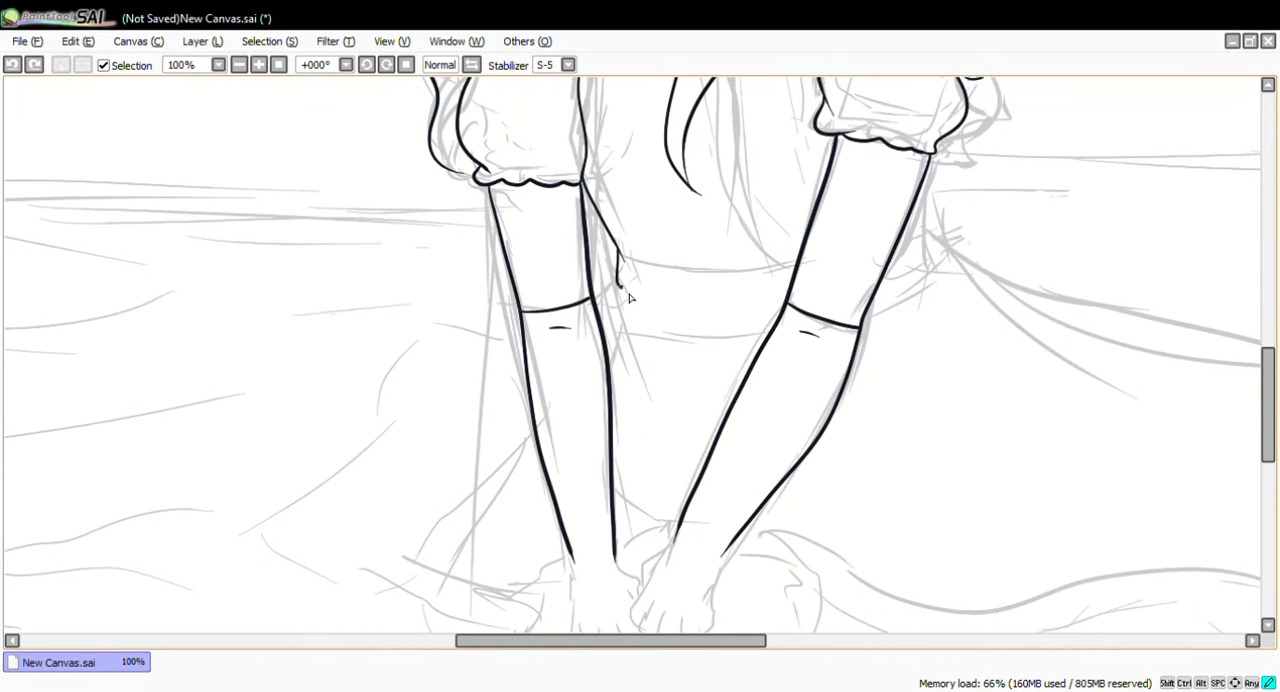 PaintTool SAI (Not Saved)New Canvas.sai (*)
File (F) Edit (E) Canvas (C) Layer (L) Selection (S) Filter (T) View (V) Window (W) Others (O)
Selection 100% +000° Normal Stabilizer S-5
New Canvas.sai 100%
Memory load: 66% (160MB used / 805MB reserved) Shift Ctrl Alt SPC Any